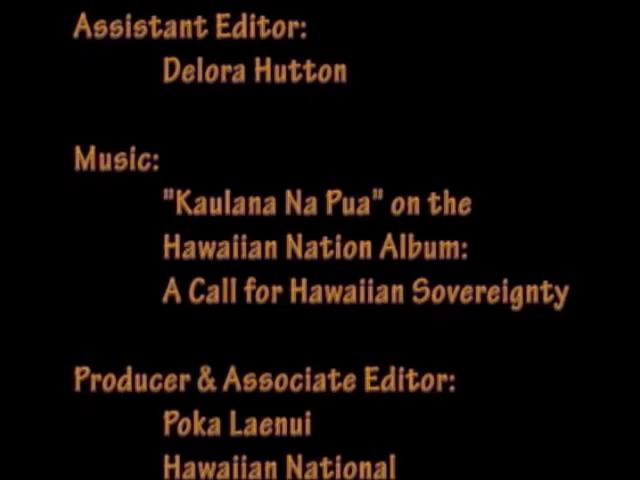 Assistant Editor:
Delora Hutton
Music:
"Kaulana Na Pua" on the
Hawaiian Nation Album:
A Call for Hawaiian Sovereignty
Producer & Associate Editor:
Poka Laenui
Hawaiian National